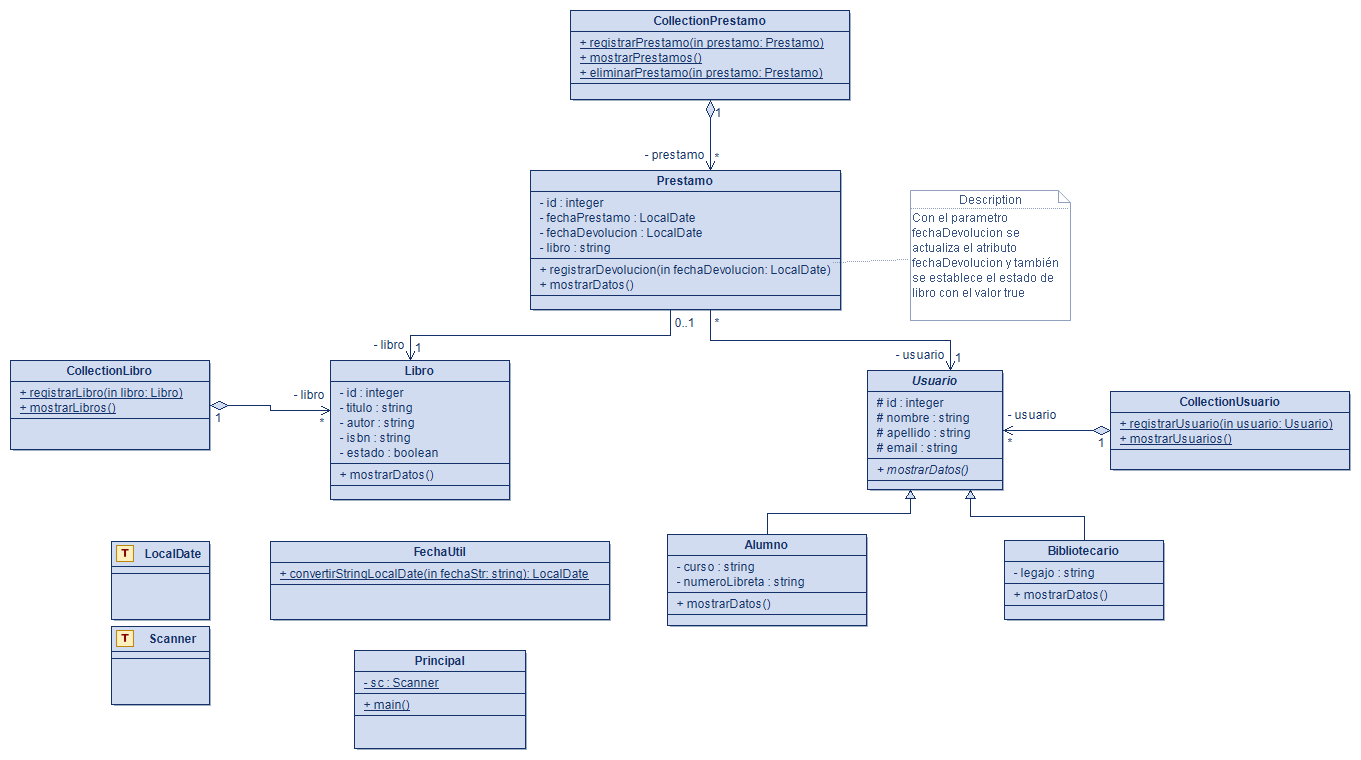 CollectionPrestamo
+ registrarPrestamo(in prestamo: Prestamo)
+ mostrarPrestamos()
+ eliminarPrestamo(in prestamo: Prestamo)
1
- prestamo
*
Prestamo
- id : integer
- fechaPrestamo : LocalDate
- fechaDevolucion : LocalDate
- libro : string
+ registrarDevolucion(in fechaDevolucion: LocalDate)
+ mostrarDatos()
Description
Con el parametro
fechaDevolucion se
actualiza el atributo
fechaDevolucion y también
se establece el estado de
libro con el valor true
0..1
*
- libro
1
- usuario
1
CollectionLibro
+ registrarLibro(in libro: Libro)
+ mostrarLibros()
1
- libro
*
Libro
- id : integer
- titulo : string
- autor : string
- isbn : string
- estado : boolean
+ mostrarDatos()
Usuario
# id : integer
# nombre : string
# apellido : string
# email : string
+ mostrarDatos()
- usuario
*
1
CollectionUsuario
+ registrarUsuario(in usuario: Usuario)
+ mostrarUsuarios()
T LocalDate
FechaUtil
+ convertirStringLocalDate(in fechaStr: string): LocalDate
Alumno
- curso : string
- numeroLibreta : string
+ mostrarDatos()
Bibliotecario
- legajo : string
+ mostrarDatos()
T Scanner
Principal
- sc : Scanner
+ main()